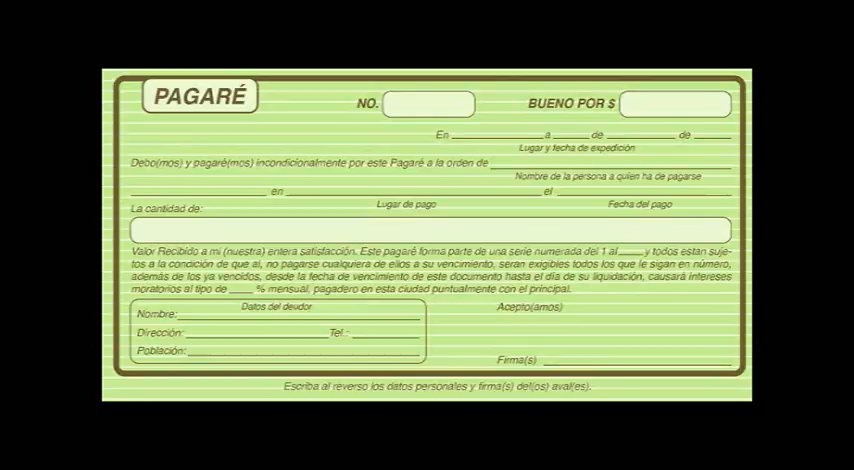 PAGARÉ
NO. BUENO POR $
En a de de
Lugar y fecha de expedición
Debo(mos) y pagaré(mos) incondicionalmente por este Pagaré a la orden de
Nombre de la persona a quien ha de pagarse
en el
Lugar de pago Fecha del pago
La cantidad de:
Valor Recibido a mi (nuestra) entera satisfacción. Este pagaré forma parte de una serie numerada del 1 al y todos estan suje-
tos a la condición de que al, no pagarse cualquiera de ellos a su vencimiento, seran exigibles todos los que le sigan en número,
además de los ya vencidos, desde la fecha de vencimiento de este documento hasta el día de su liquidación, causará intereses
moratorios al tipo de % mensual, pagadero en esta ciudad puntualmente con el principal.
Datos del deudor
Nombre:
Dirección: Tel.:
Población:
Acepto(amos)
Firma(s)
Escriba al reverso los datos personales y firma(s) del(os) aval(es).